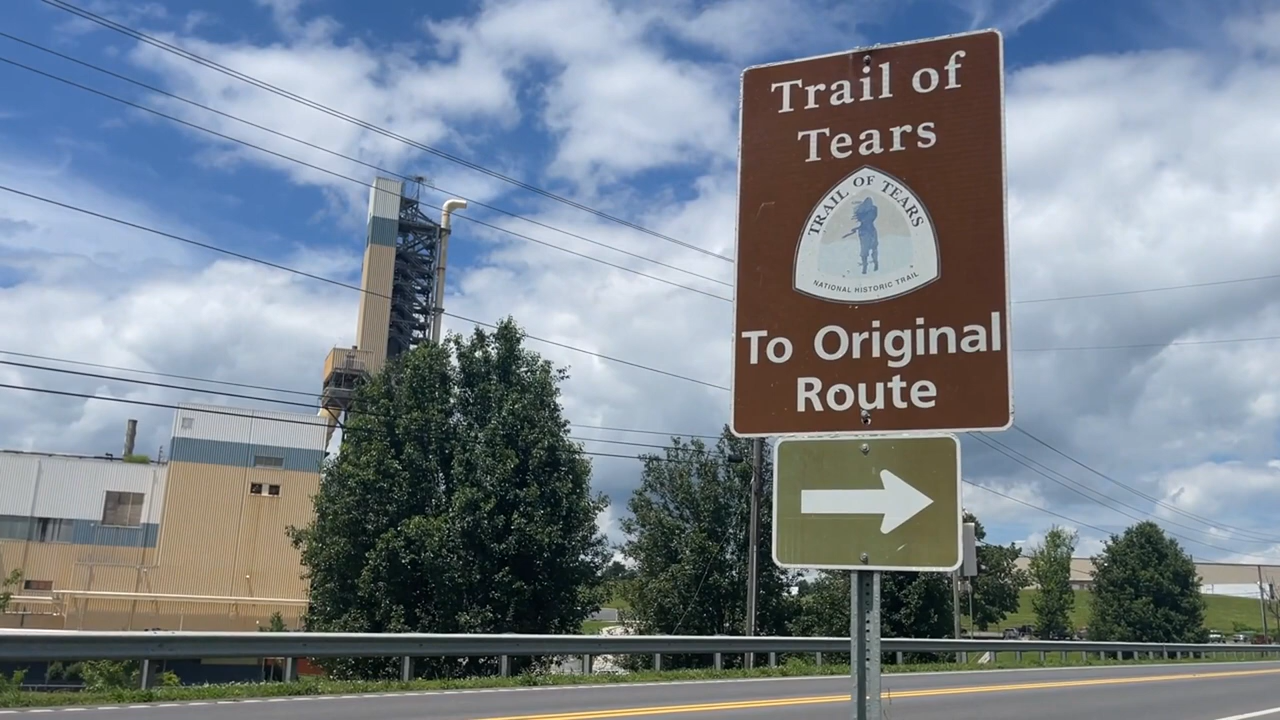 Trail of
Tears
TRAIL OF TEARS
NATIONAL HISTORIC TRAIL
To Original
Route